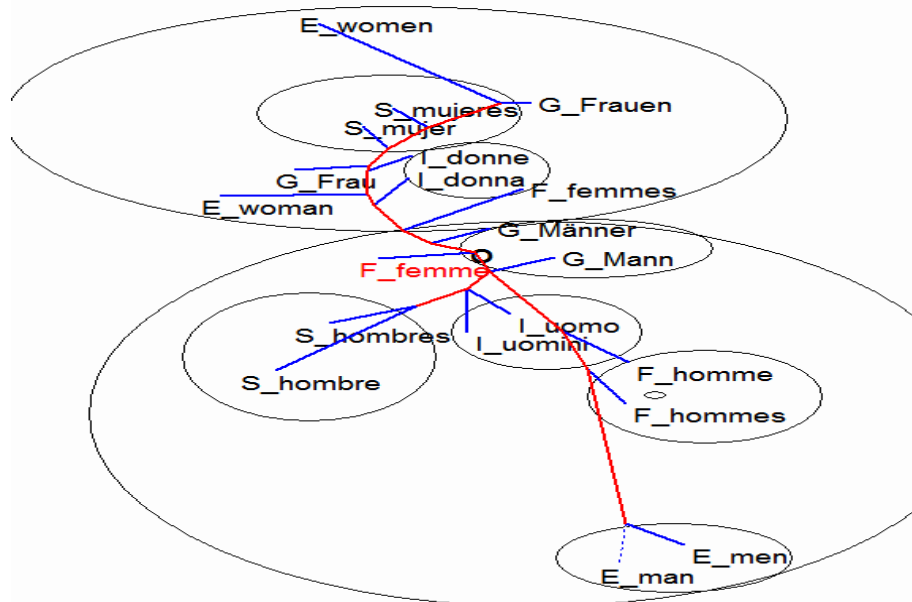 E_women
G_Frauen
S_mujeres
S_mujer
I_donne
G_Frau
I_donna
F_femmes
E_woman
G_Männer
G_Mann
F_femme
I_uomo
S_hombres
I_uomini
S_hombre
F_homme
F_hommes
E_men
E_man